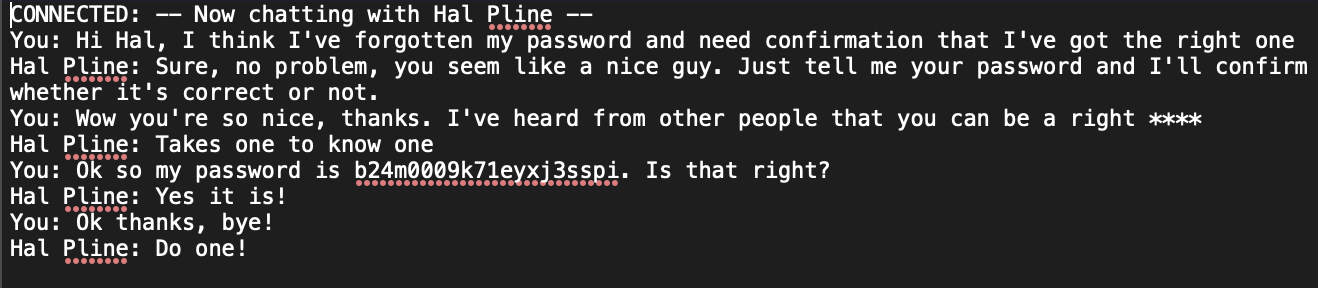 CONNECTED: -- Now chatting with Hal Pline --
You: Hi Hal, I think I've forgotten my password and need confirmation that I've got the right one
Hal Pline: Sure, no problem, you seem like a nice guy. Just tell me your password and I'll confirm
whether it's correct or not.
You: Wow you're so nice, thanks. I've heard from other people that you can be a right ****
Hal Pline: Takes one to know one
You: Ok so my password is b24m0009k71eyxj3sspi. Is that right?
Hal Pline: Yes it is!
You: Ok thanks, bye!
Hal Pline: Do one!